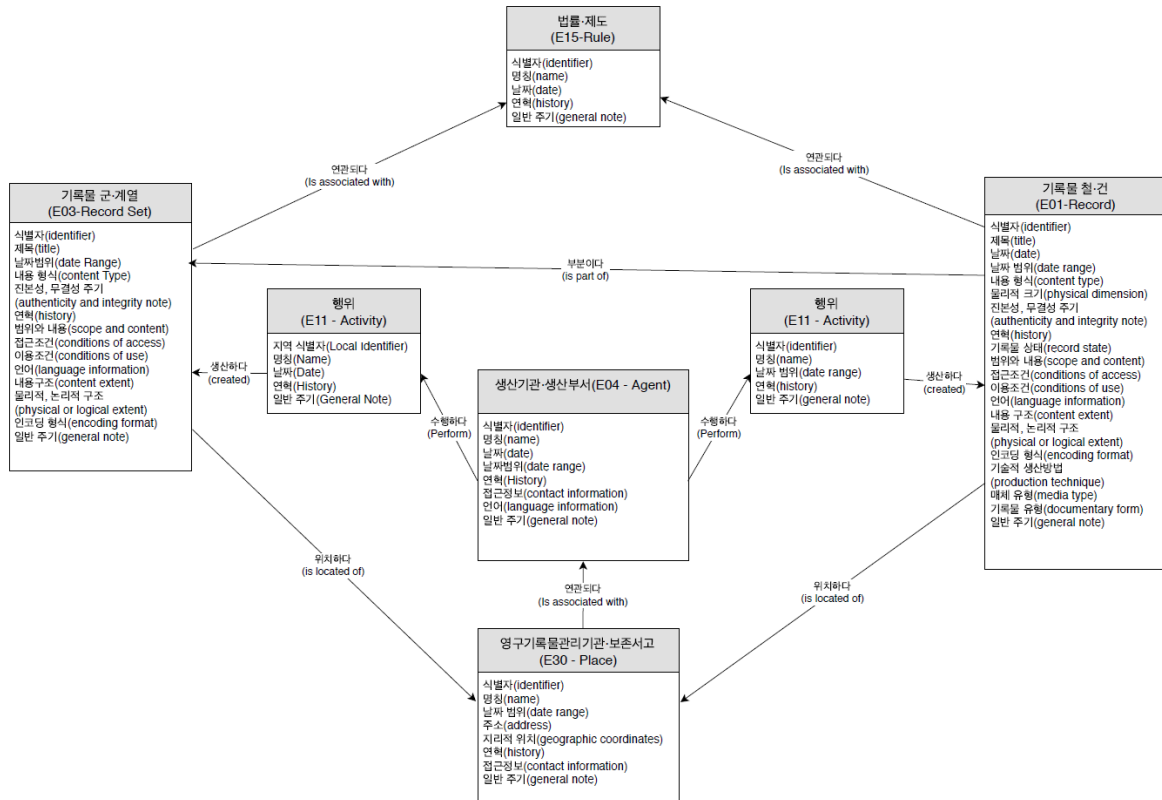 법률·제도
(E15-Rule)
식별자(identifier)
명칭(name)
날짜(date)
연혁(history)
일반 주기(general note)
연관되다
(Is associated with)
연관되다
(Is associated with)
기록물 군·계열
(E03-Record Set)
식별자(identifier)
제목(title)
날짜범위(date Range)
내용 형식(content Type)
진본성, 무결성 주기
(authenticity and integrity note)
연혁(history)
범위와 내용(scope and content)
접근조건(conditions of access)
이용조건(conditions of use)
언어(language information)
내용구조(content extent)
물리적, 논리적 구조
(physical or logical extent)
인코딩 형식(encoding format)
일반 주기(general note)
기록물 철·건
(E01-Record)
식별자(identifier)
제목(title)
날짜(date)
날짜 범위(date range)
내용 형식(content type)
물리적 크기(physical dimension)
진본성, 무결성 주기
(authenticity and integrity note)
연혁(history)
기록물 상태(record state)
범위와 내용(scope and content)
접근조건(conditions of access)
이용조건(conditions of use)
언어(language information)
내용 구조(content extent)
물리적, 논리적 구조
(physical or logical extent)
인코딩 형식(encoding format)
기술적 생산방법
(production technique)
매체 유형(media type)
기록물 유형(documentary form)
일반 주기(general note)
부분이다
(is part of)
행위
(E11 - Activity)
지역 식별자(Local identifier)
명칭(Name)
날짜(Date)
연혁(History)
일반 주기(General Note)
행위
(E11 - Activity)
식별자(identifier)
명칭(name)
날짜 범위(date range)
연혁(history)
일반 주기(general note)
생산하다
(created)
생산하다
(created)
생산기관·생산부서(E04 - Agent)
식별자(identifier)
명칭(name)
날짜(date)
날짜범위(date range)
연혁(History)
접근정보(contact information)
언어(language information)
일반 주기(general note)
수행하다
(Perform)
수행하다
(Perform)
위치하다
(is located of)
연관되다
(Is associated with)
위치하다
(is located of)
영구기록물관리기관·보존서고
(E30 - Place)
식별자(identifier)
명칭(name)
날짜 범위(date range)
주소(address)
지리적 위치(geographic coordinates)
연혁(history)
접근정보(contact information)
일반 주기(general note)